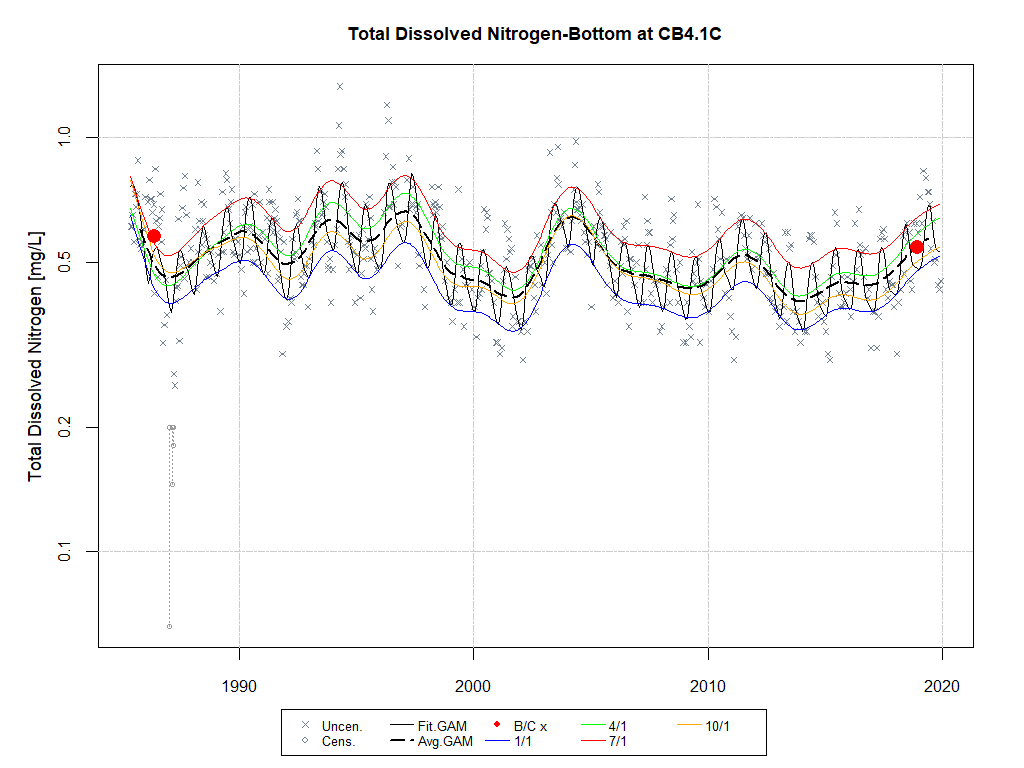 Total Dissolved Nitrogen-Bottom at CB4.1C
Total Dissolved Nitrogen [mg/L]
1.0
0.5
0.2
0.1
1990 2000 2010 2020
Uncen. Fit.GAM B/C x 4/1 10/1
Cens. Avg.GAM 1/1 7/1